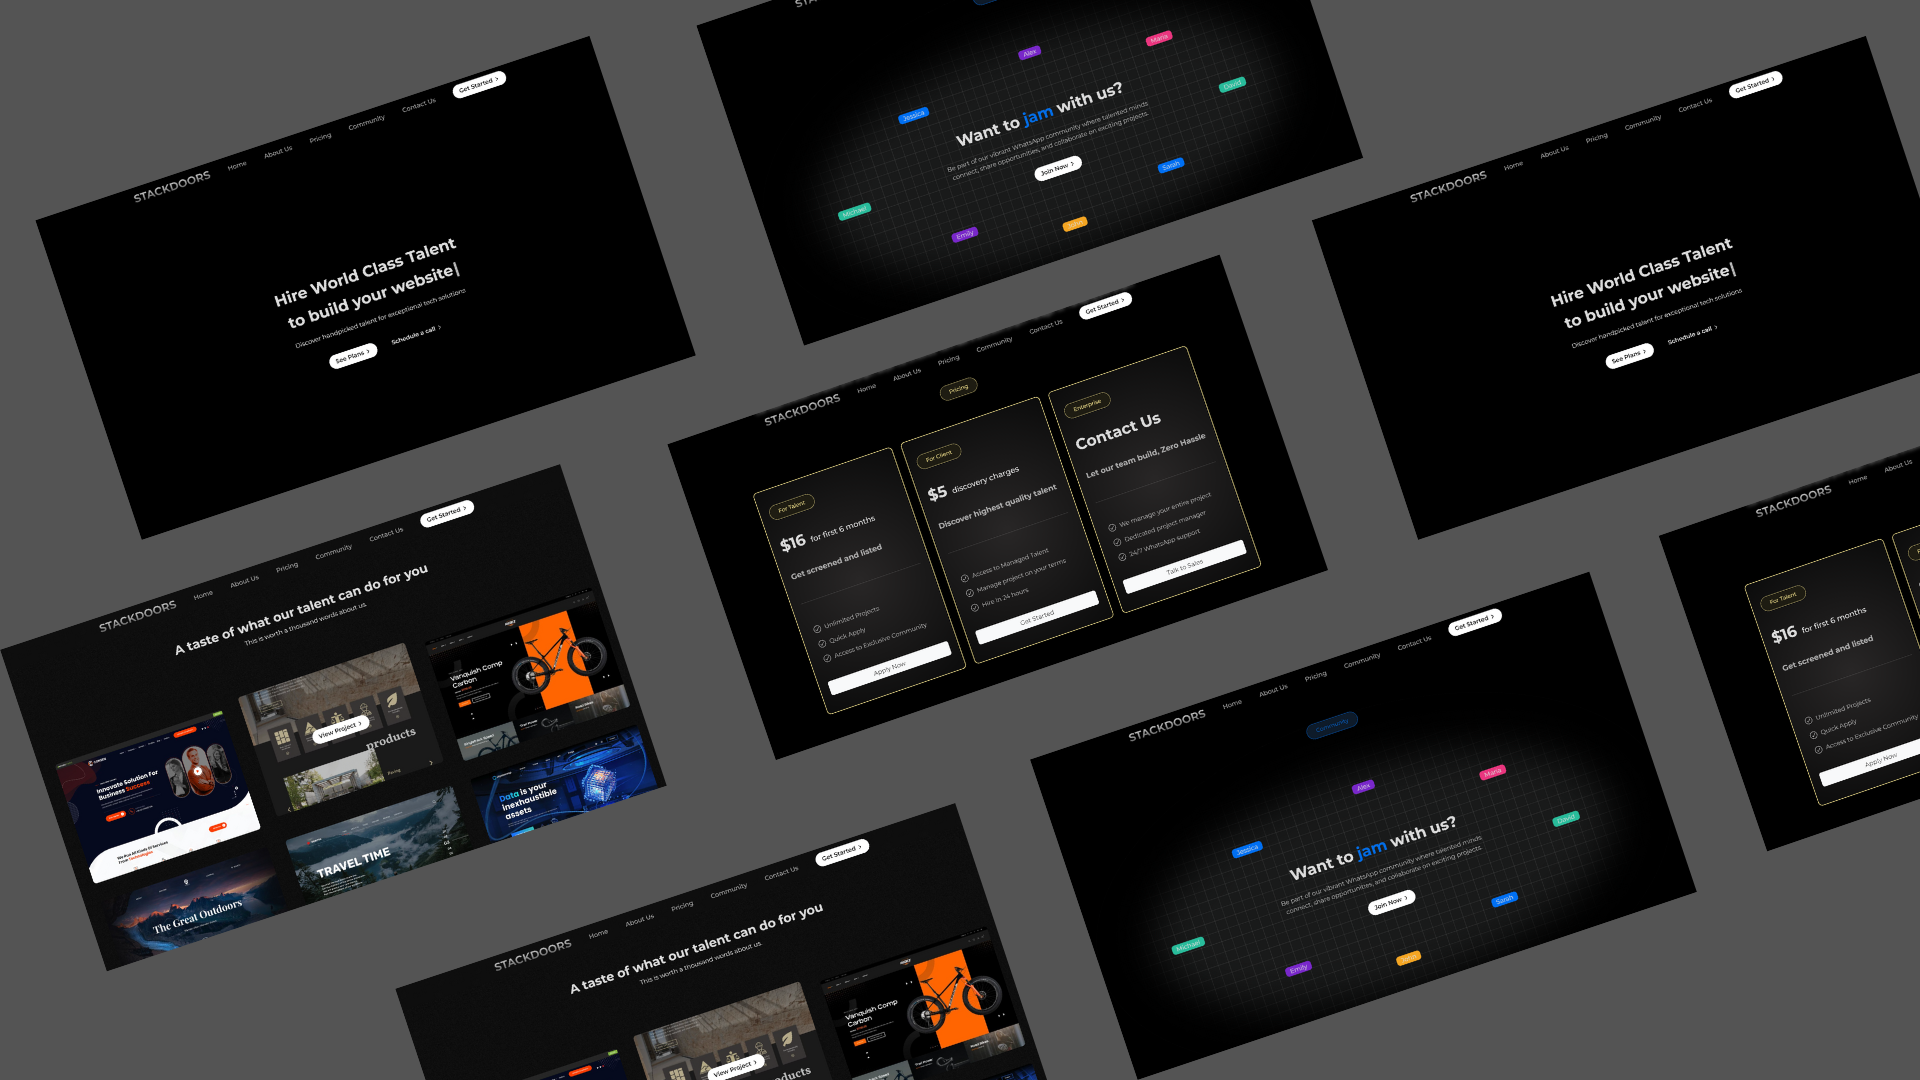 STACKDOORS
Home
About Us
Pricing
Community
Contact Us
Get Started
Hire World Class Talent
to build your website|
Discover handpicked talent for exceptional tech solutions
See Plans
Schedule a call
Alex
Maria
Jessica
David
Want to jam with us?
Be part of our vibrant WhatsApp community where talented minds
connect, share opportunities, and collaborate on exciting projects.
Join Now
Sarah
Michael
Emily
John
STACKDOORS
Home
About Us
Pricing
Community
Contact Us
Get Started
Hire World Class Talent
to build your website|
Discover handpicked talent for exceptional tech solutions
See Plans
Schedule a call
STACKDOORS
Home
About Us
Pricing
Community
Contact Us
Get Started
Pricing
For Talent
$16 for first 6 months
Get screened and listed
Unlimited Projects
Quick Apply
Access to Exclusive Community
Apply Now
For Client
$5 discovery charges
Discover highest quality talent
Access to Managed Talent
Manage project on your terms
Hire in 24 hours
Get Started
Enterprise
Contact Us
Let our team build, Zero Hassle
We manage your entire project
Dedicated project manager
24/7 WhatsApp support
Talk to Sales
STACKDOORS
Home
About Us
Pricing
Community
Contact Us
Get Started
A taste of what our talent can do for you
This is worth a thousand words about us.
Innovate Solution For
Business Success
We Run All Kinds Of Services
From Technologies
View Project
products
Vanquish Comp
Carbon
The Great Outdoors
TRAVEL TIME
Data is your
inexhaustible
assets
STACKDOORS
Home
About Us
For Talent
$16 for first 6 months
Get screened and listed
Unlimited Projects
Quick Apply
Access to Exclusive Community
Apply Now
STACKDOORS
Home
About Us
Pricing
Community
Contact Us
Get Started
Community
Alex
Maria
Jessica
David
Want to jam with us?
Be part of our vibrant WhatsApp community where talented minds
connect, share opportunities, and collaborate on exciting projects.
Join Now
Sarah
Michael
Emily
John
STACKDOORS
Home
About Us
Pricing
Community
Contact Us
Get Started
A taste of what our talent can do for you
This is worth a thousand words about us.
View Project
Vanquish Comp
Carbon